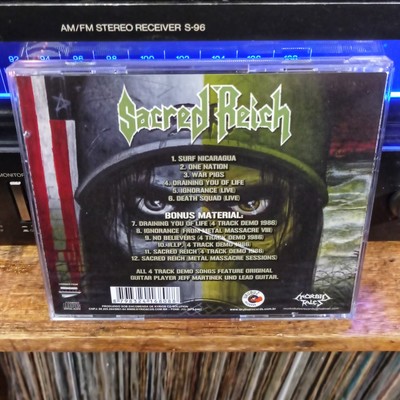 AM/FM STEREO RECEIVER S-96
Sacred Reich
1. SURF NICARAGUA
2. ONE NATION
3. WAR PIGS
4. DRAINING YOU OF LIFE
5. IGNORANCE (LIVE)
6. DEATH SQUAD (LIVE)
BONUS MATERIAL:
7. DRAINING YOU OF LIFE (4 TRACK DEMO 1986)
8. IGNORANCE (FROM METAL MASSACRE VIII)
9. NO BELIEVERS (4 TRACK DEMO 1986)
10. R.I.P. (4 TRACK DEMO 1986)
11. SACRED REICH (4 TRACK DEMO 1986)
12. SACRED REICH (METAL MASSACRE SESSIONS)
ALL 4 TRACK DEMO SONGS FEATURE ORIGINAL
GUITAR PLAYER JEFF MARTINEK UNO LEAD GUITAR.
MORBID
TALES